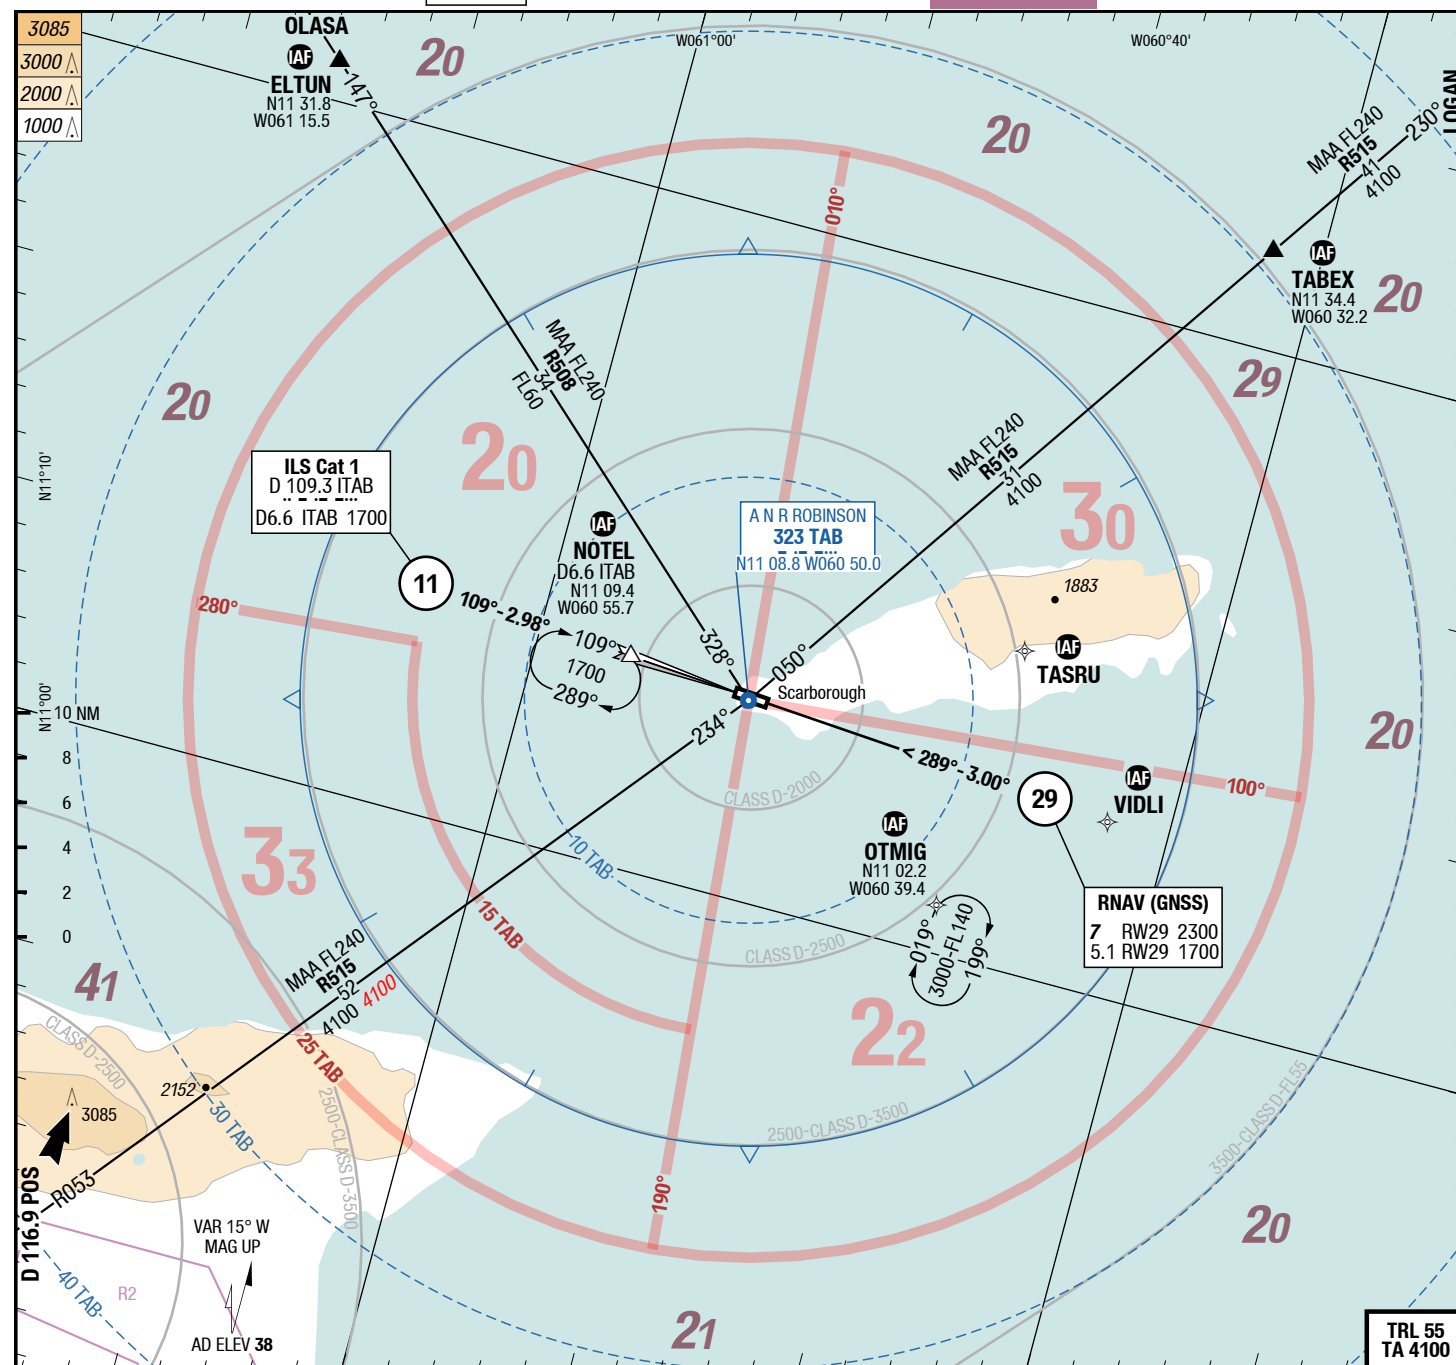 3085
3000
2000
1000
OLASA
IAF
ELTUN
N11 31.8
W061 15.5
147°
20
W061°00'
W060°40'
20
LOGAN
230°
MAA FL240
R515
41
4100
IAF
TABEX
N11 34.4
W060 32.2
20
29
010°
20
MAA FL240
R508
34
FL60
20
MAA FL240
R515
31
4100
30
N11°10'
ILS Cat 1
D 109.3 ITAB
D6.6 ITAB 1700
11
IAF
NOTEL
D6.6 ITAB
N11 09.4
W060 55.7
A N R ROBINSON
323 TAB
N11 08.8 W060 50.0
1883
IAF
TASRU
280°
109°-2.98°
109°
1700
289°
328°
050°
Scarborough
234°
N11°00'
10 NM
8
6
4
2
0
< 289°-3.00°
29
IAF
VIDLI
100°
20
CLASS D-2000
IAF
OTMIG
N11 02.2
W060 39.4
10 TAB
33
15 TAB
CLASS D-2500
019°
3000-FL140
199°
RNAV (GNSS)
7 RW29 2300
5.1 RW29 1700
41
MAA FL240
R515
52
4100 4100
22
CLASS D-2500
25 TAB
2152
3085
30 TAB
2500-CLASS D-3500
2500-CLASS D-3500
3500-CLASS D-FL55
R053
D 116.9 POS
190°
VAR 15° W
MAG UP
40 TAB
R2
AD ELEV 38
20
21
TRL 55
TA 4100